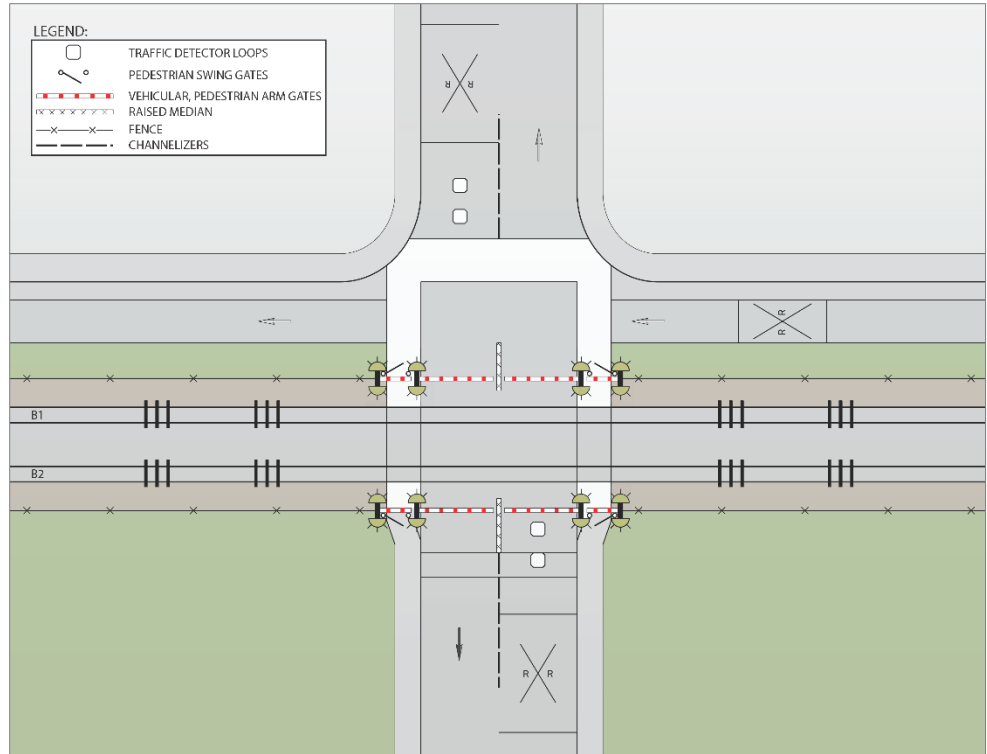 LEGEND:
TRAFFIC DETECTOR LOOPS
PEDESTRIAN SWING GATES
VEHICULAR, PEDESTRIAN ARM GATES
RAISED MEDIAN
FENCE
CHANNELIZERS
R R
R R
B1
B2
R R